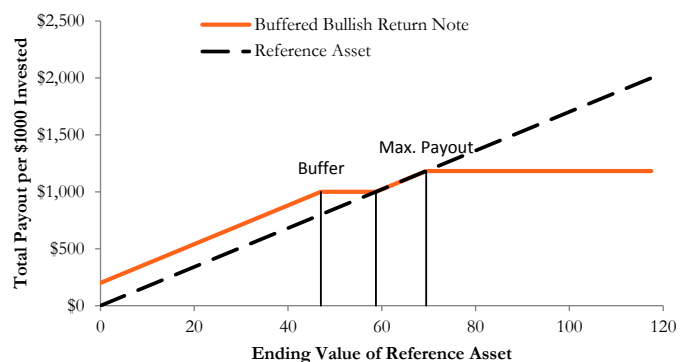 $2,500
Buffered Bullish Return Note
Reference Asset
$2,000
$1,500
Max. Payout
Buffer
$1,000
$500
$0
0 20 40 60 80 100 120
Total Payout per $1000 Invested
Ending Value of Reference Asset